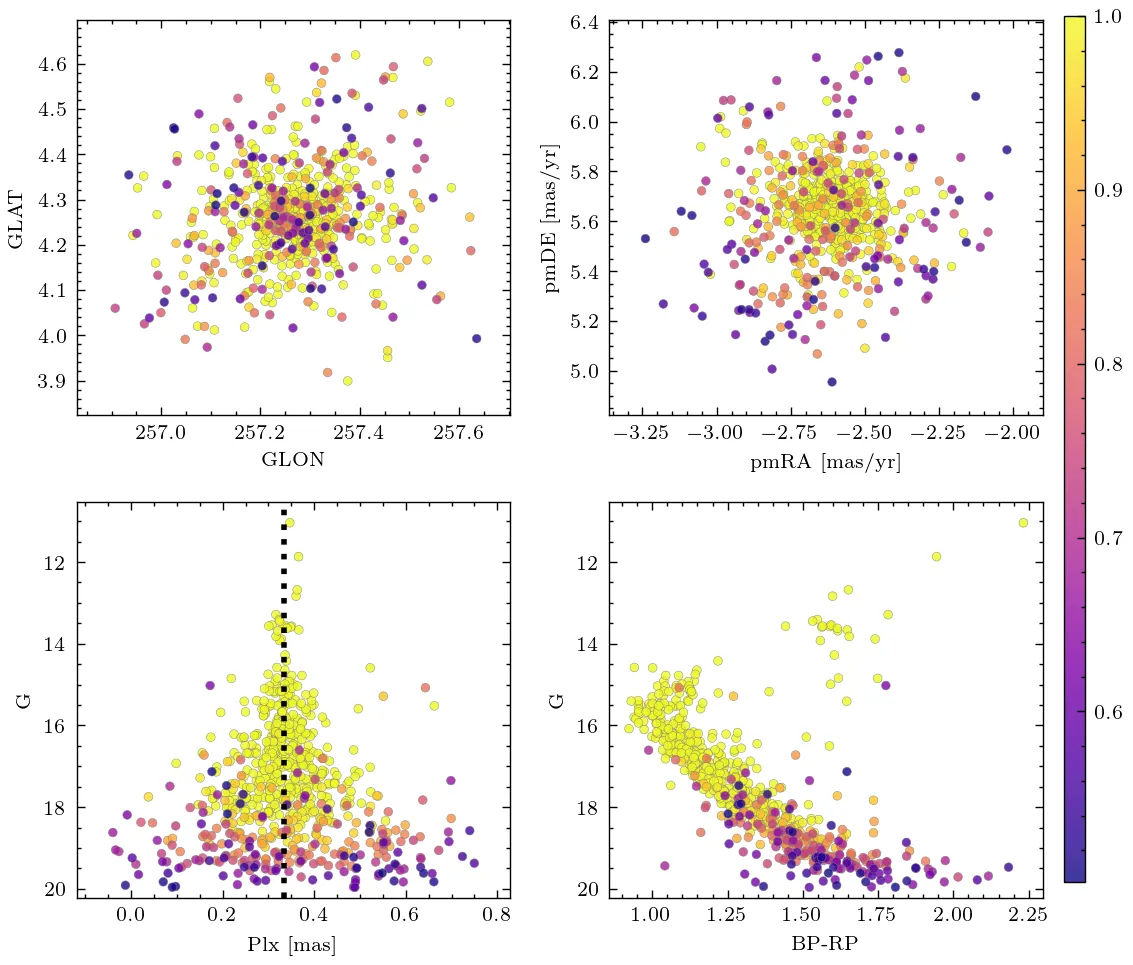 4.6
4.5
4.4
4.3
4.2
4.1
4.0
3.9
GLAT
257.0 257.2 257.4 257.6
GLON
6.4
6.2
6.0
5.8
5.6
5.4
5.2
5.0
pmDE [mas/yr]
−3.25 −3.00 −2.75 −2.50 −2.25 −2.00
pmRA [mas/yr]
12
14
16
18
20
G
0.0 0.2 0.4 0.6 0.8
Plx [mas]
12
14
16
18
20
G
1.00 1.25 1.50 1.75 2.00 2.25
BP-RP
1.0
0.9
0.8
0.7
0.6